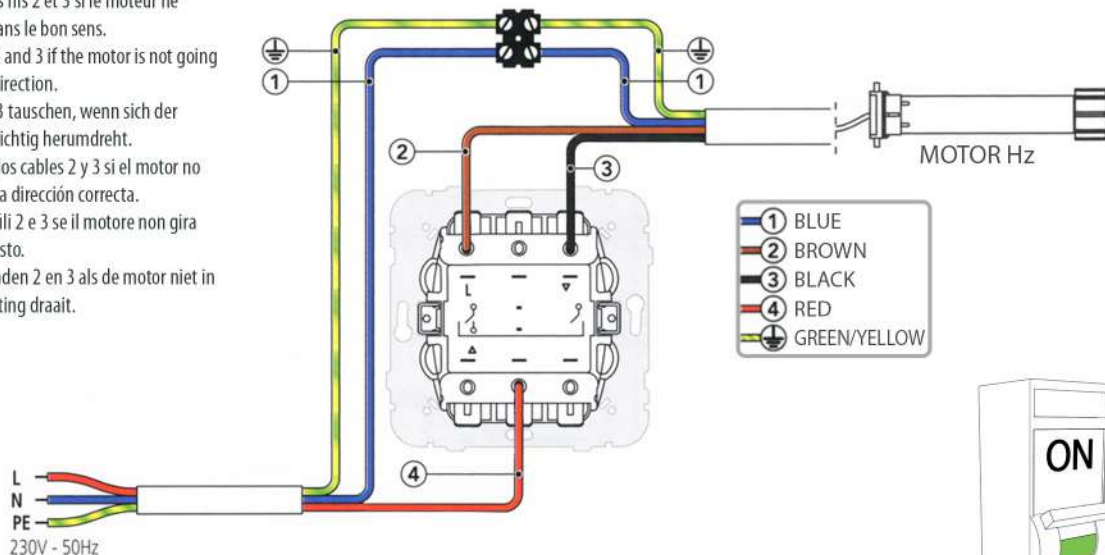 s fils 2 et 3 si le moteur ne
ans le bon sens.
and 3 if the motor is not going
irection.
3 tauschen, wenn sich der
ichtig herumdreht.
los cables 2 y 3 si el motor no
a dirección correcta.
ili 2 e 3 se il motore non gira
sto.
den 2 en 3 als de motor niet in
ting draait.
1
1
2
3
MOTOR Hz
1 BLUE
2 BROWN
3 BLACK
4 RED
GREEN/YELLOW
L
4
L
N
PE
230V - 50Hz
ON